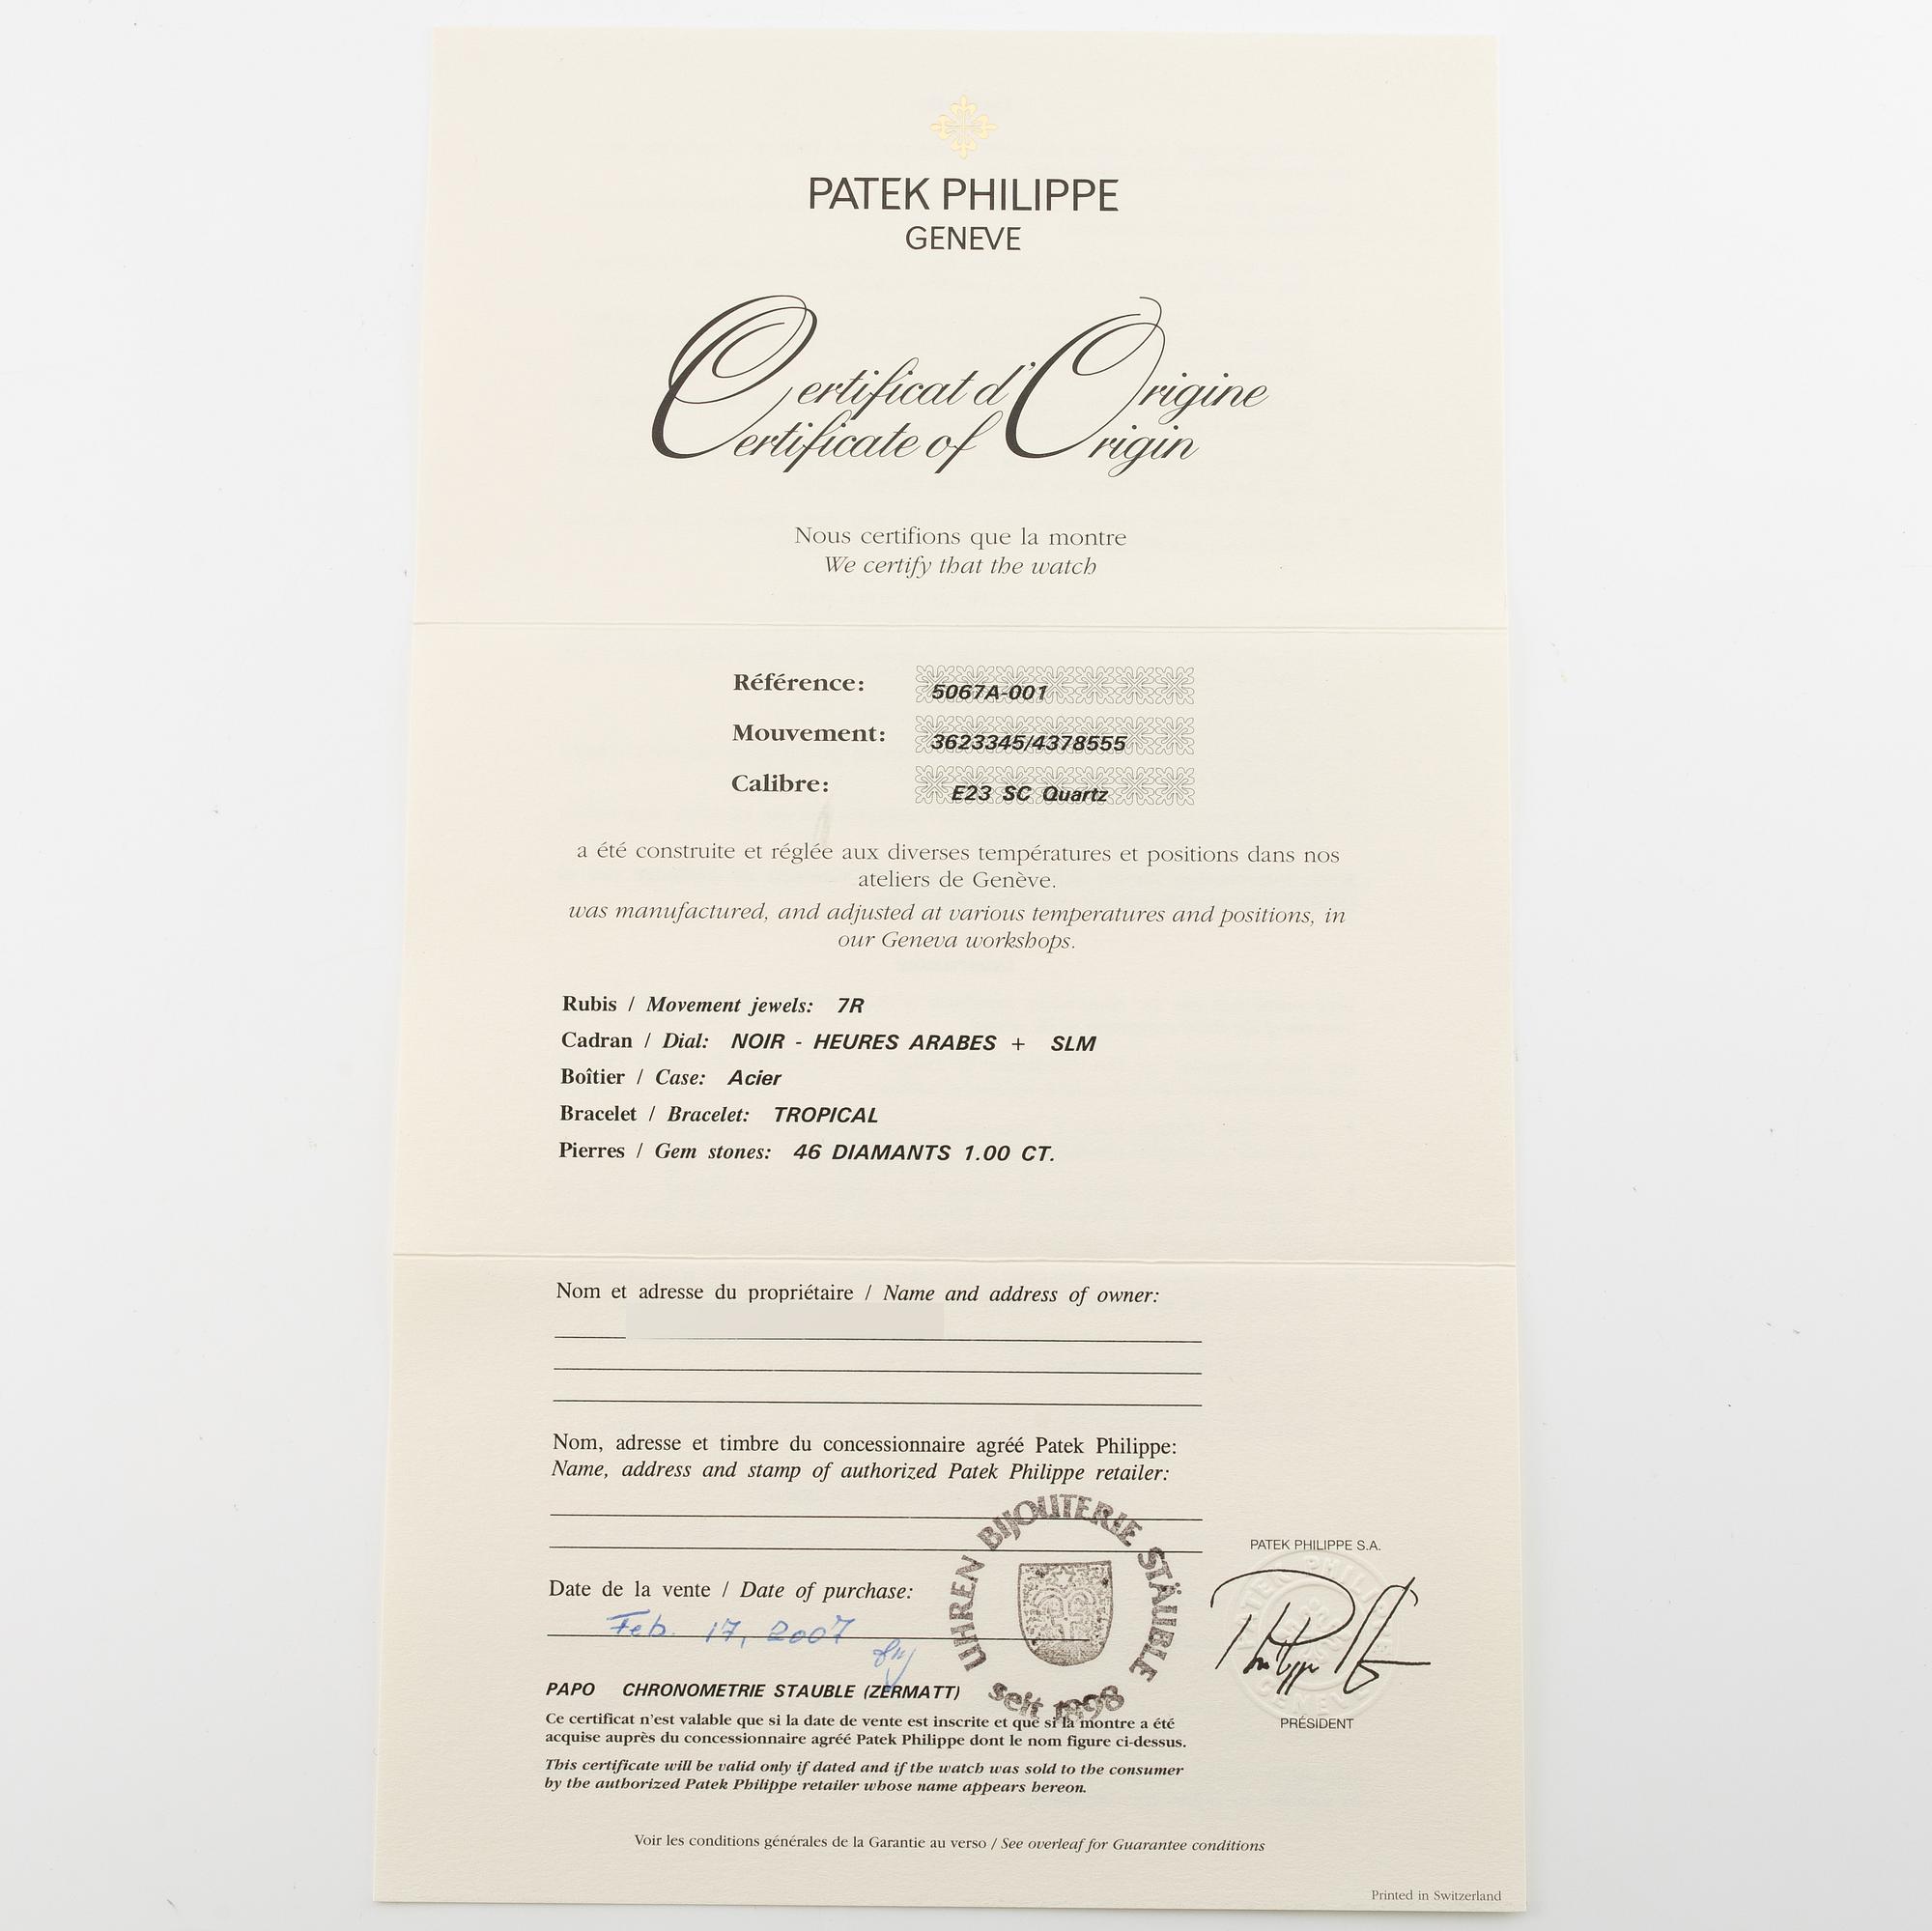 PATEK PHILIPPE
GENEVE
Certificat d'Origine
Certificate of Origin
Nous certifions que la montre
We certify that the watch
Référence: 5067A-001
Mouvement: 3623345/4378555
Calibre: E23 SC Quartz
a été construite et réglée aux diverses températures et positions dans nos
ateliers de Genève.
was manufactured, and adjusted at various temperatures and positions, in
our Geneva workshops.
Rubis / Movement jewels: 7R
Cadran / Dial: NOIR - HEURES ARABES + SLM
Boîtier / Case: Acier
Bracelet / Bracelet: TROPICAL
Pierres / Gem stones: 46 DIAMANTS 1.00 CT.
Nom et adresse du propriétaire / Name and address of owner:
Nom, adresse et timbre du concessionnaire agréé Patek Philippe:
Name, address and stamp of authorized Patek Philippe retailer:
UHREN BIJOUTERIE STÄUBLE
seit 1898
PATEK PHILIPPE S.A.
PRÉSIDENT
Date de la vente / Date of purchase:
Feb. 17, 2007
PAPO CHRONOMETRIE STAUBLE (ZERMATT)
Ce certificat n'est valable que si la date de vente est inscrite et que si la montre a été
acquise auprès du concessionnaire agréé Patek Philippe dont le nom figure ci-dessus.
This certificate will be valid only if dated and if the watch was sold to the consumer
by the authorized Patek Philippe retailer whose name appears hereon.
Voir les conditions générales de la Garantie au verso / See overleaf for Guarantee conditions
Printed in Switzerland